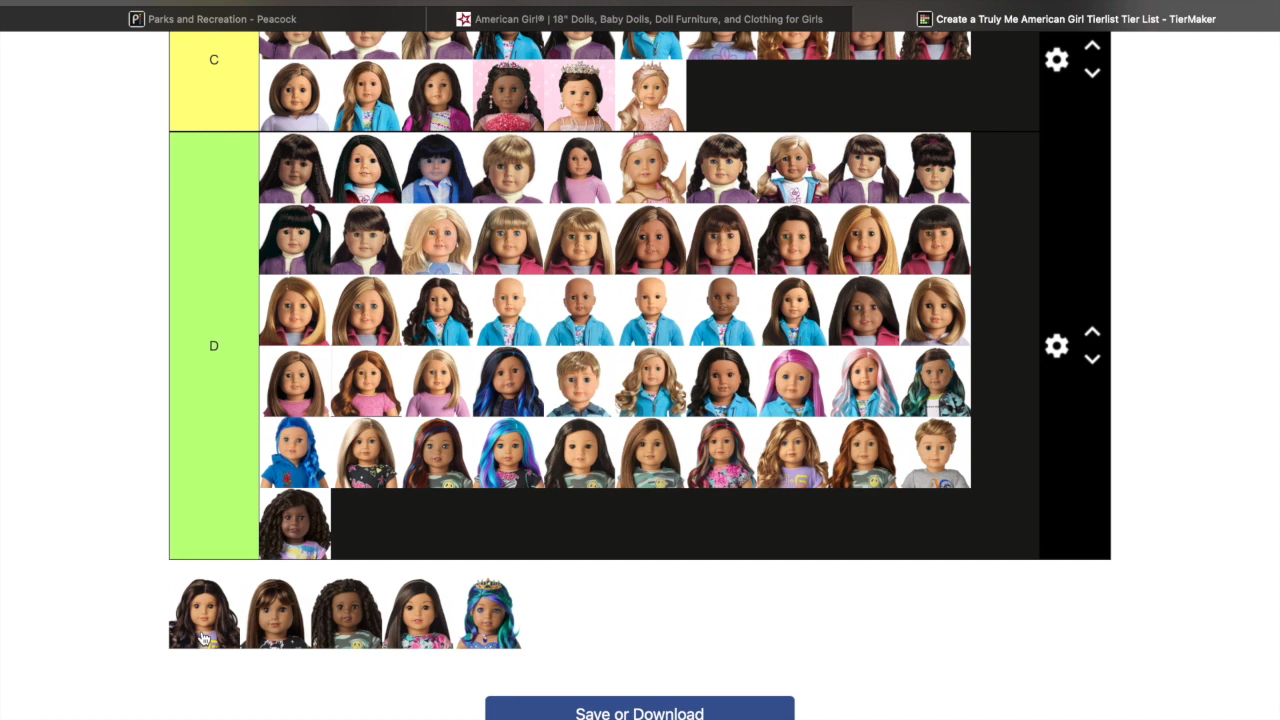 Parks and Recreation - Peacock
American Girl® | 18" Dolls, Baby Dolls, Doll Furniture, and Clothing for Girls
Create a Truly Me American Girl Tierlist Tier List - TierMaker
C
D
Save or Download